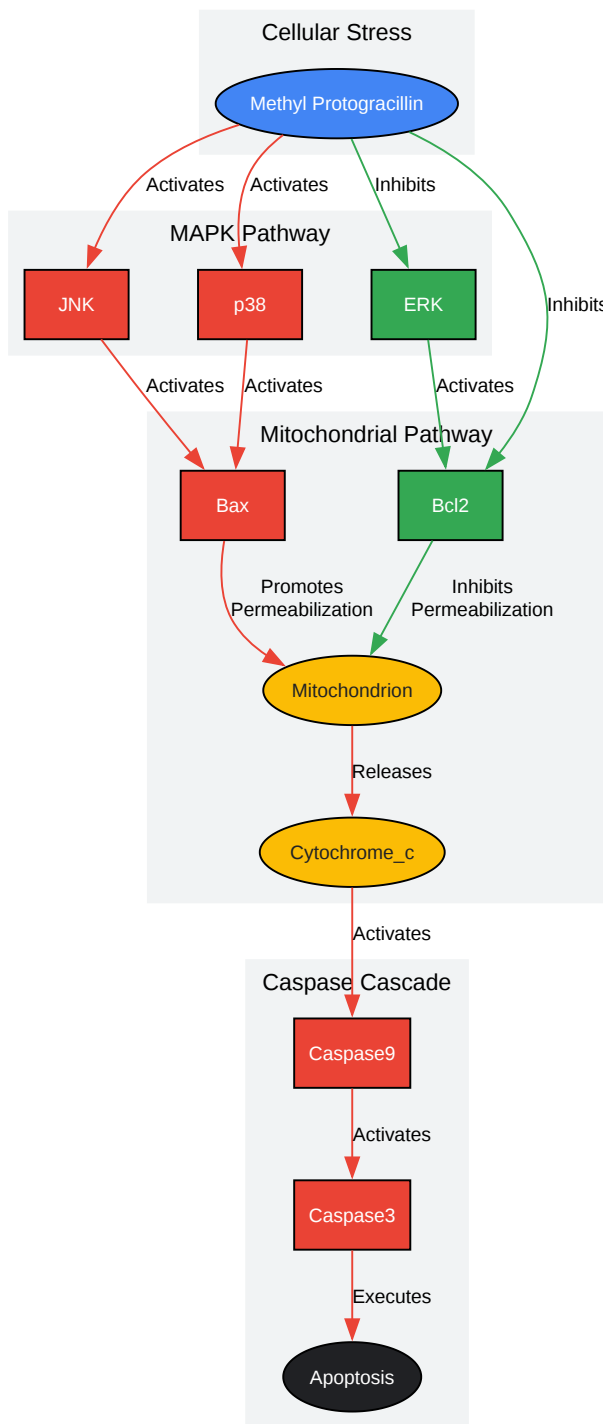 Cellular Stress
Methyl Protogracillin
Activates
Activates
Inhibits
MAPK Pathway
JNK
p38
ERK
Inhibits
Activates
Activates
Activates
Mitochondrial Pathway
Bax
Bcl2
Promotes
Permeabilization
Inhibits
Permeabilization
Mitochondrion
Releases
Cytochrome_c
Activates
Caspase Cascade
Caspase9
Activates
Caspase3
Executes
Apoptosis